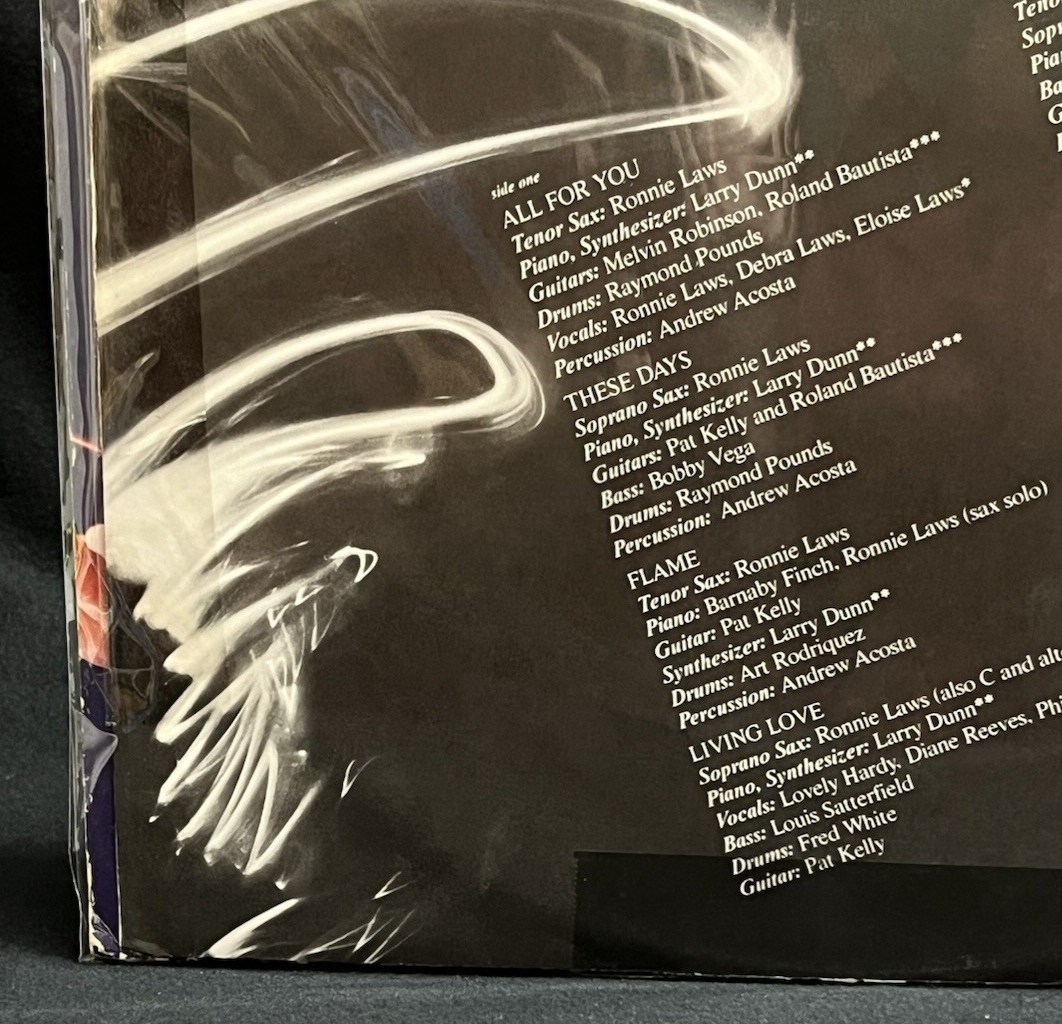 side one
ALL FOR YOU
Tenor Sax: Ronnie Laws
Piano, Synthesizer: Larry Dunn**
Guitars: Melvin Robinson, Roland Bautista***
Drums: Raymond Pounds
Vocals: Ronnie Laws, Debra Laws, Eloise Laws*
Percussion: Andrew Acosta
THESE DAYS
Soprano Sax: Ronnie Laws
Piano, Synthesizer: Larry Dunn**
Guitars: Pat Kelly and Roland Bautista***
Bass: Bobby Vega
Drums: Raymond Pounds
Percussion: Andrew Acosta
FLAME
Tenor Sax: Ronnie Laws
Piano: Barnaby Finch, Ronnie Laws (sax solo)
Guitar: Pat Kelly
Synthesizer: Larry Dunn**
Drums: Art Rodriquez
Percussion: Andrew Acosta
LIVING LOVE
Soprano Sax: Ronnie Laws (also C and
Piano, Synthesizer: Larry Dunn**
Vocals: Lovely Hardy, Diane Reeves,
Bass: Louis Satterfield
Drums: Fred White
Guitar: Pat Kelly